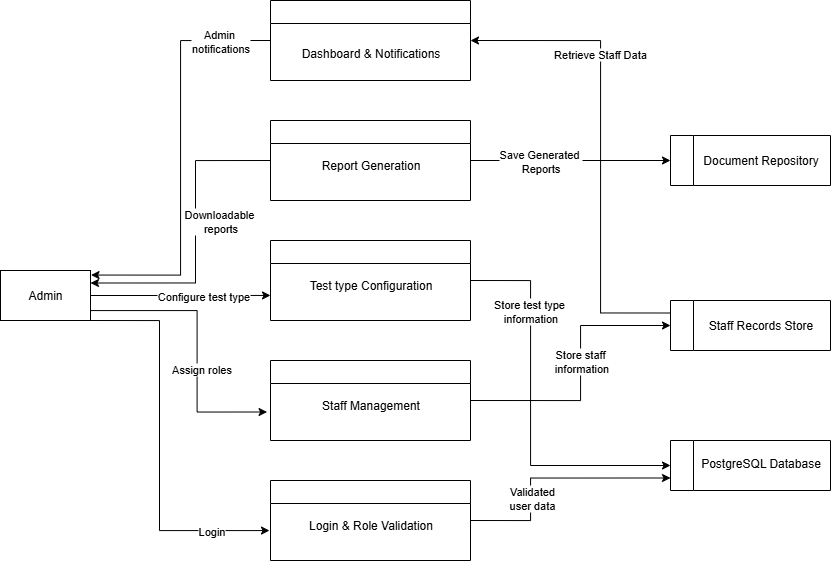 Admin
notifications
Dashboard & Notifications
Retrieve Staff Data
Report Generation
Save Generated
Reports
Document Repository
Downloadable
reports
Admin
Configure test type
Test type Configuration
Store test type
information
Staff Records Store
Store staff
information
Assign roles
Staff Management
PostgreSQL Database
Validated
user data
Login
Login & Role Validation